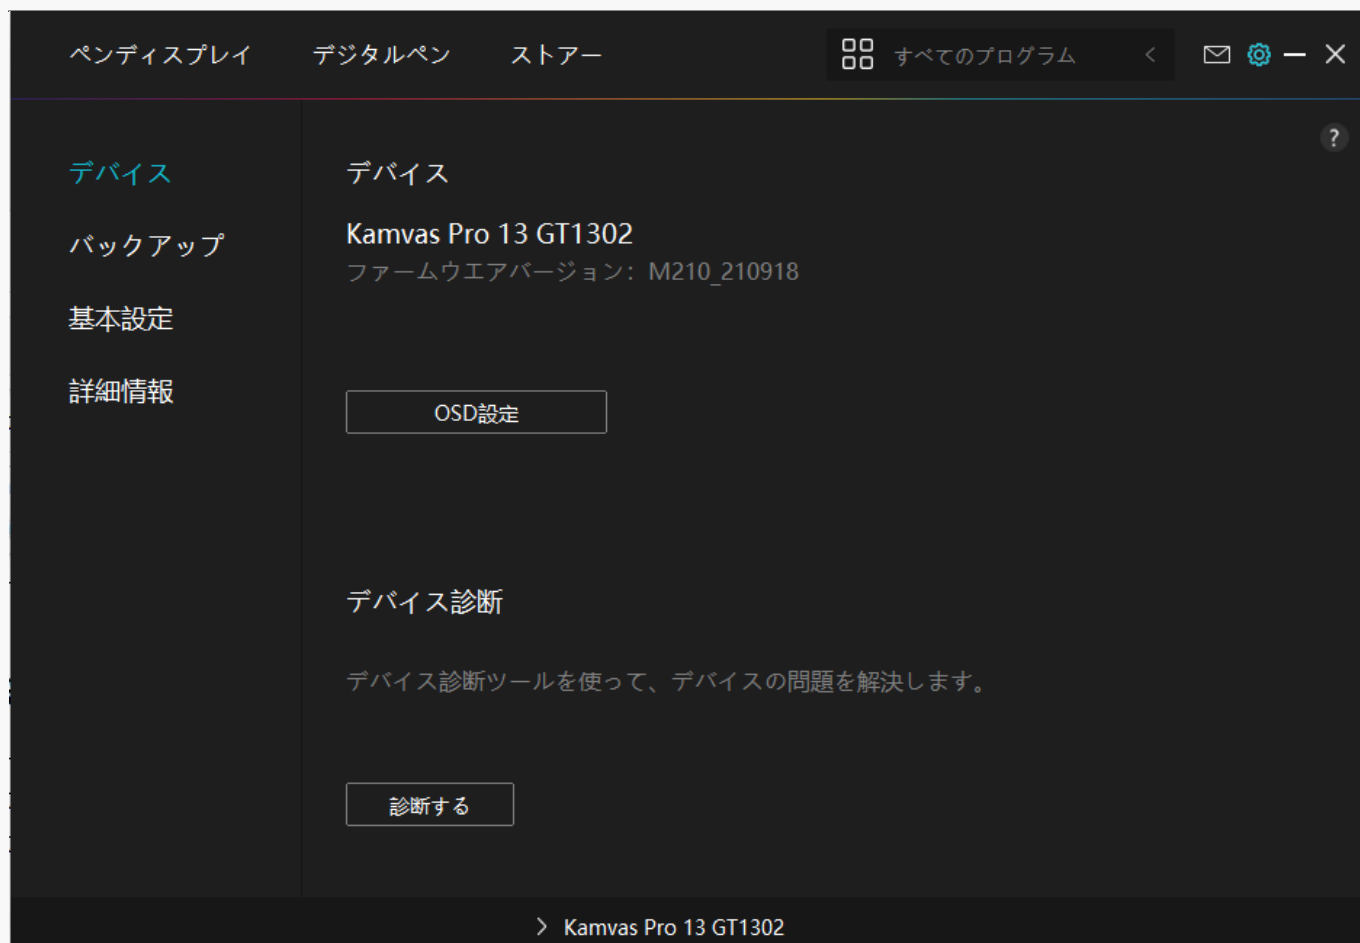 ペンディスプレイ デジタルペン ストアー すべてのプログラム
?
デバイス
バックアップ
基本設定
詳細情報
デバイス
Kamvas Pro 13 GT1302
ファームウエアバージョン: M210_210918
OSD設定
デバイス診断
デバイス診断ツールを使って、デバイスの問題を解決します。
診断する
Kamvas Pro 13 GT1302